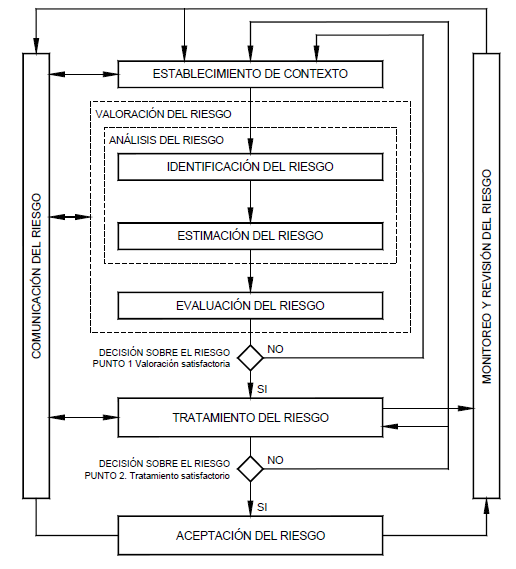 ESTABLECIMIENTO DE CONTEXTO
VALORACIÓN DEL RIESGO
ANÁLISIS DEL RIESGO
IDENTIFICACIÓN DEL RIESGO
ESTIMACIÓN DEL RIESGO
EVALUACIÓN DEL RIESGO
DECISIÓN SOBRE EL RIESGO
PUNTO 1 Valoración satisfactoria
NO
SI
TRATAMIENTO DEL RIESGO
DECISIÓN SOBRE EL RIESGO
PUNTO 2. Tratamiento satisfactorio
NO
SI
ACEPTACIÓN DEL RIESGO
COMUNICACIÓN DEL RIESGO
MONITOREO Y REVISIÓN DEL RIESGO